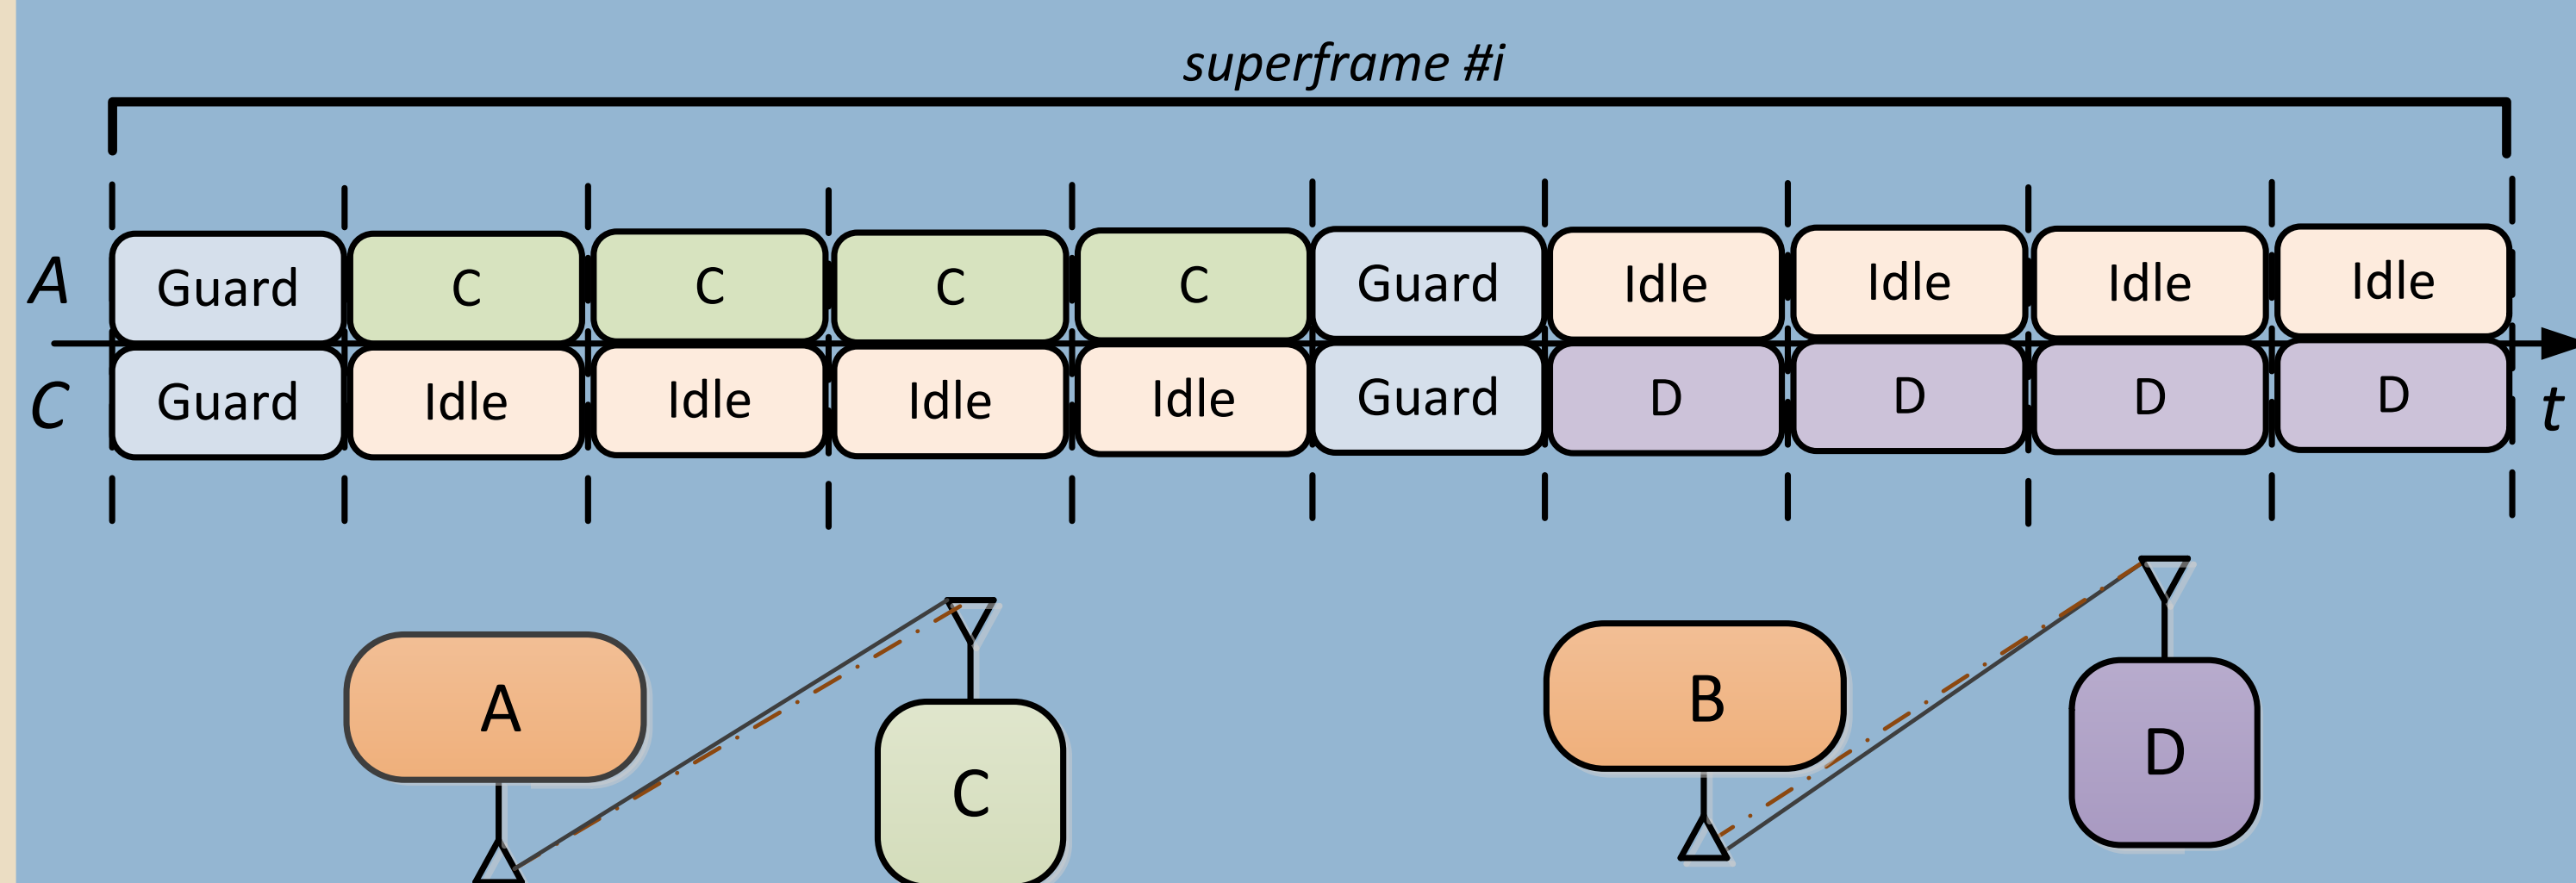 superframe #i
A Guard C C C C Guard Idle Idle Idle Idle
C Guard Idle Idle Idle Idle Guard D D D D t
A C B D